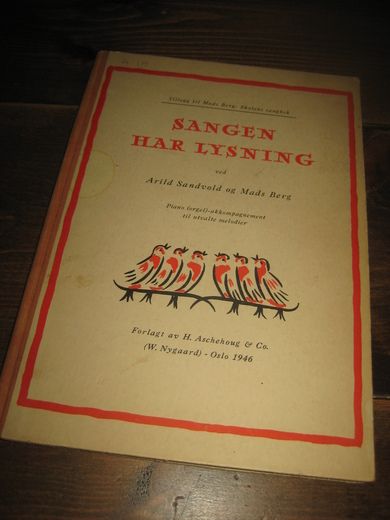 Tillegg til Mads Berg: Skolens sangbok
SANGEN
HAR LYSNING
ved
Arild Sandvold og Mads Berg
Piano (orgel)-akkompagnement
til utvalte melodier
Forlagt av H. Aschehoug & Co.
(W. Nygaard) - Oslo 1946